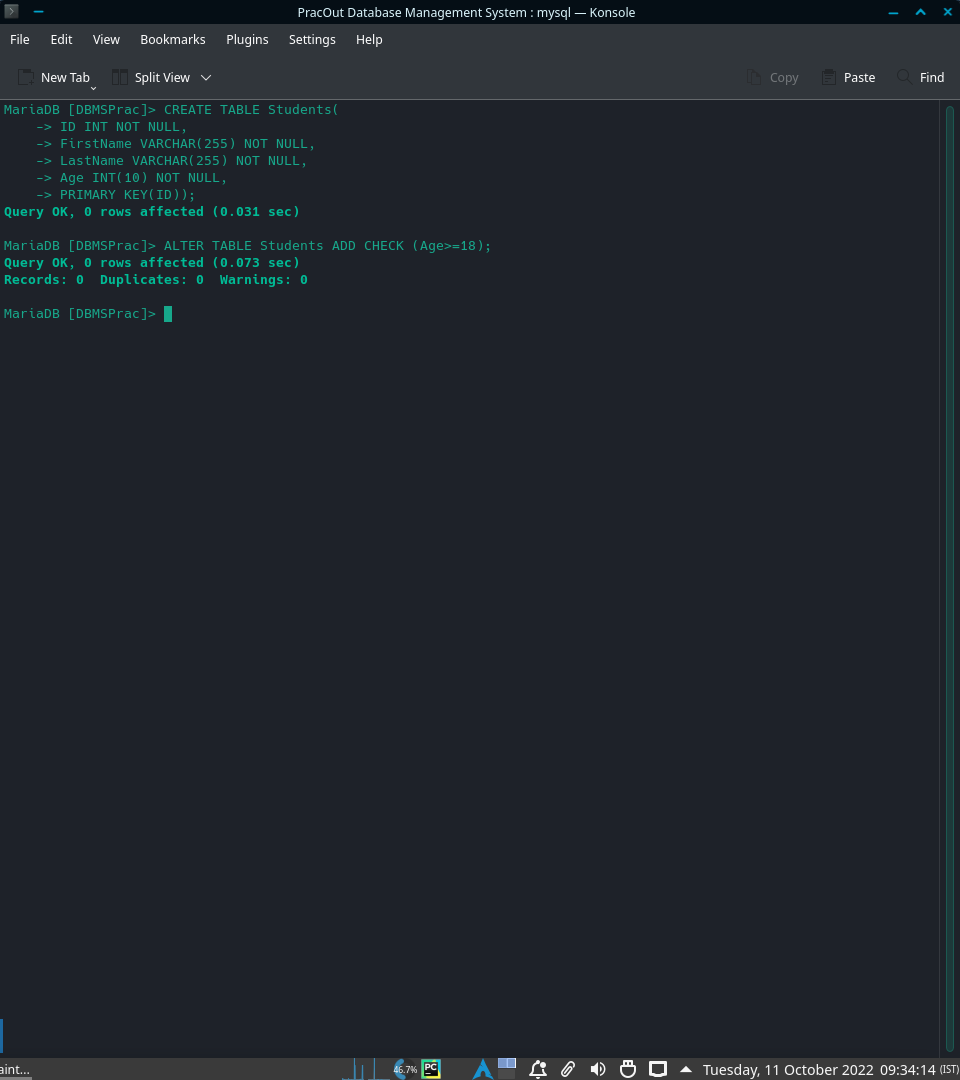 PracOut Database Management System : mysql — Konsole
File Edit View Bookmarks Plugins Settings Help
New Tab Split View Copy Paste Find
MariaDB [DBMSPrac]> CREATE TABLE Students(
    -> ID INT NOT NULL,
    -> FirstName VARCHAR(255) NOT NULL,
    -> LastName VARCHAR(255) NOT NULL,
    -> Age INT(10) NOT NULL,
    -> PRIMARY KEY(ID));
Query OK, 0 rows affected (0.031 sec)
MariaDB [DBMSPrac]> ALTER TABLE Students ADD CHECK (Age>=18);
Query OK, 0 rows affected (0.073 sec)
Records: 0  Duplicates: 0  Warnings: 0
MariaDB [DBMSPrac]>
aint... 46.7% PC Tuesday, 11 October 2022 09:34:14 (IST)